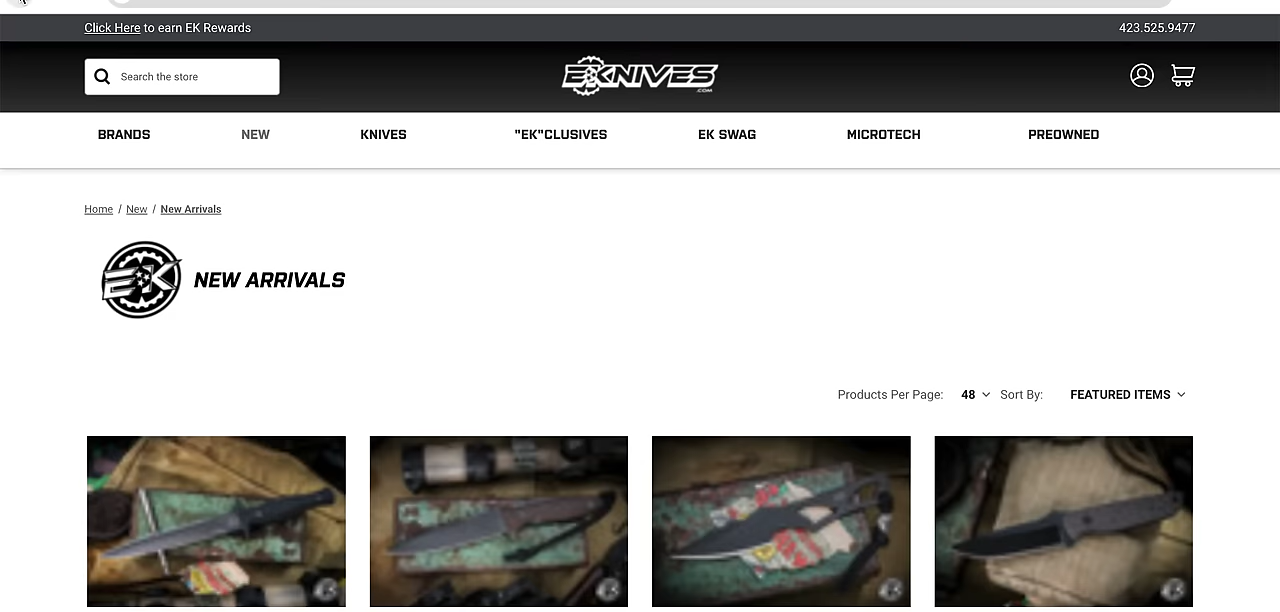 Click Here to earn EK Rewards
423.525.9477
Search the store
EKNIVES
.COM
BRANDS
NEW
KNIVES
"EK"CLUSIVES
EK SWAG
MICROTECH
PREOWNED
Home / New / New Arrivals
EK
NEW ARRIVALS
Products Per Page: 48 Sort By: FEATURED ITEMS